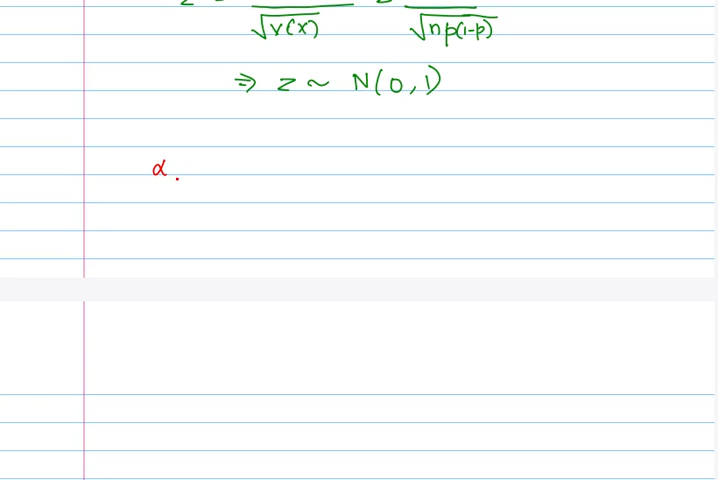 √V(X) √np(1-p)
⇒ Z ~ N(0,1)
α.